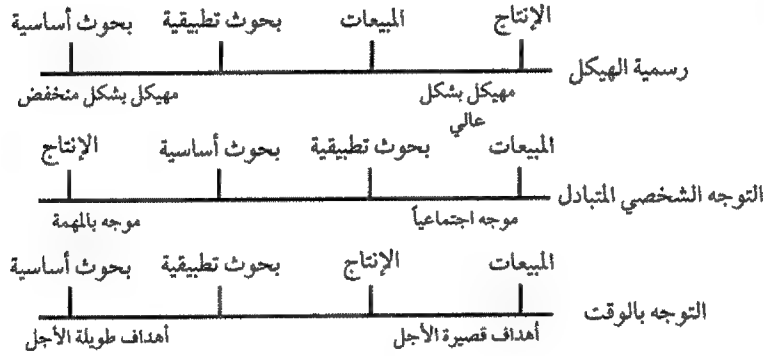 الإنتاج المبيعات بحوث تطبيقية بحوث أساسية
رسمية الهيكل
مهيكل بشكل عالي مهيكل بشكل منخفض
المبيعات بحوث تطبيقية بحوث أساسية الإنتاج
التوجه الشخصي المتبادل
موجه اجتماعياً موجه بالمهمة
المبيعات الإنتاج بحوث تطبيقية بحوث أساسية
التوجه بالوقت
أهداف قصيرة الأجل أهداف طويلة الأجل